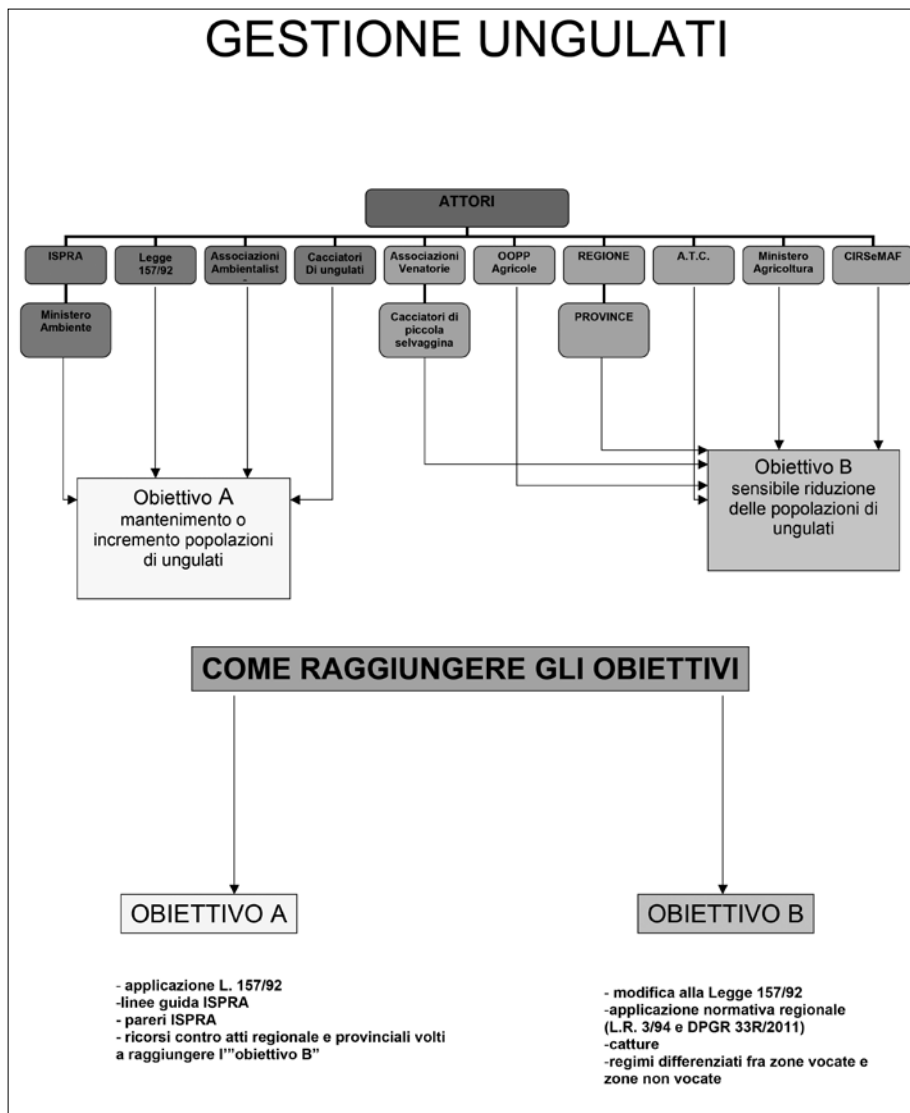 GESTIONE UNGULATI
ATTORI
ISPRA
Legge
157/92
Associazioni
Ambientalist
-
Cacciatori
Di ungulati
Associazioni
Venatorie
OOPP
Agricole
REGIONE
A.T.C.
Ministero
Agricoltura
CIRSeMAF
Ministero
Ambiente
Cacciatori di
piccola
selvaggina
PROVINCE
Obiettivo A
mantenimento o
incremento popolazioni
di ungulati
Obiettivo B
sensibile riduzione
delle popolazioni di
ungulati
COME RAGGIUNGERE GLI OBIETTIVI
OBIETTIVO A
- applicazione L. 157/92
-linee guida ISPRA
- pareri ISPRA
- ricorsi contro atti regionale e provinciali volti
a raggiungere l'"obiettivo B"
OBIETTIVO B
- modifica alla Legge 157/92
-applicazione normativa regionale
(L.R. 3/94 e DPGR 33R/2011)
-catture
-regimi differenziati fra zone vocate e
zone non vocate